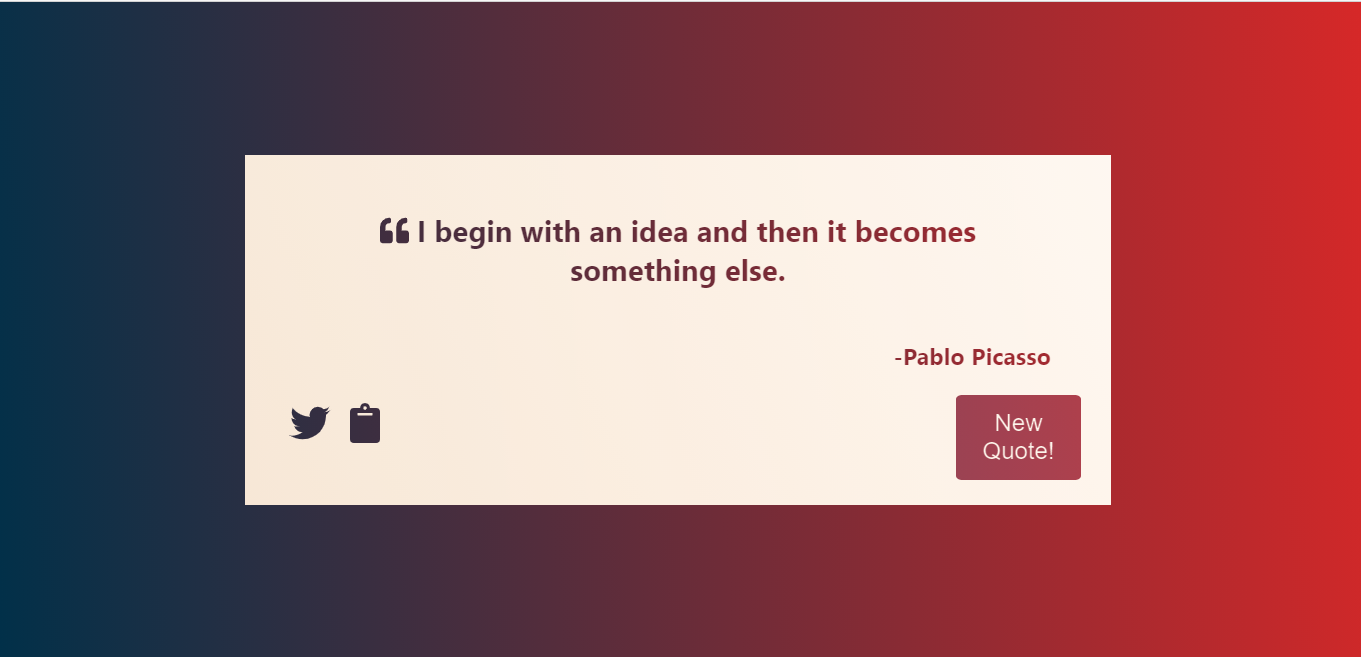 ❝ I begin with an idea and then it becomes
something else.
-Pablo Picasso
New
Quote!